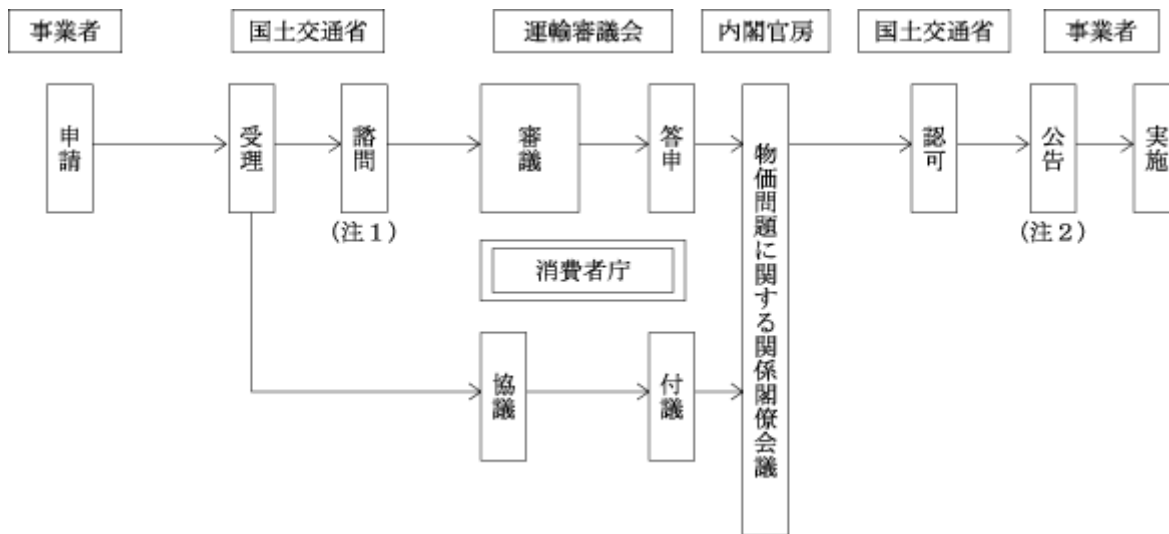 事業者
国土交通省
運輸審議会
内閣官房
国土交通省
事業者
申請
受理
諮問
審議
答申
物価問題に関する関係閣僚会議
認可
公告
実施
(注1)
(注2)
消費者庁
協議
付議